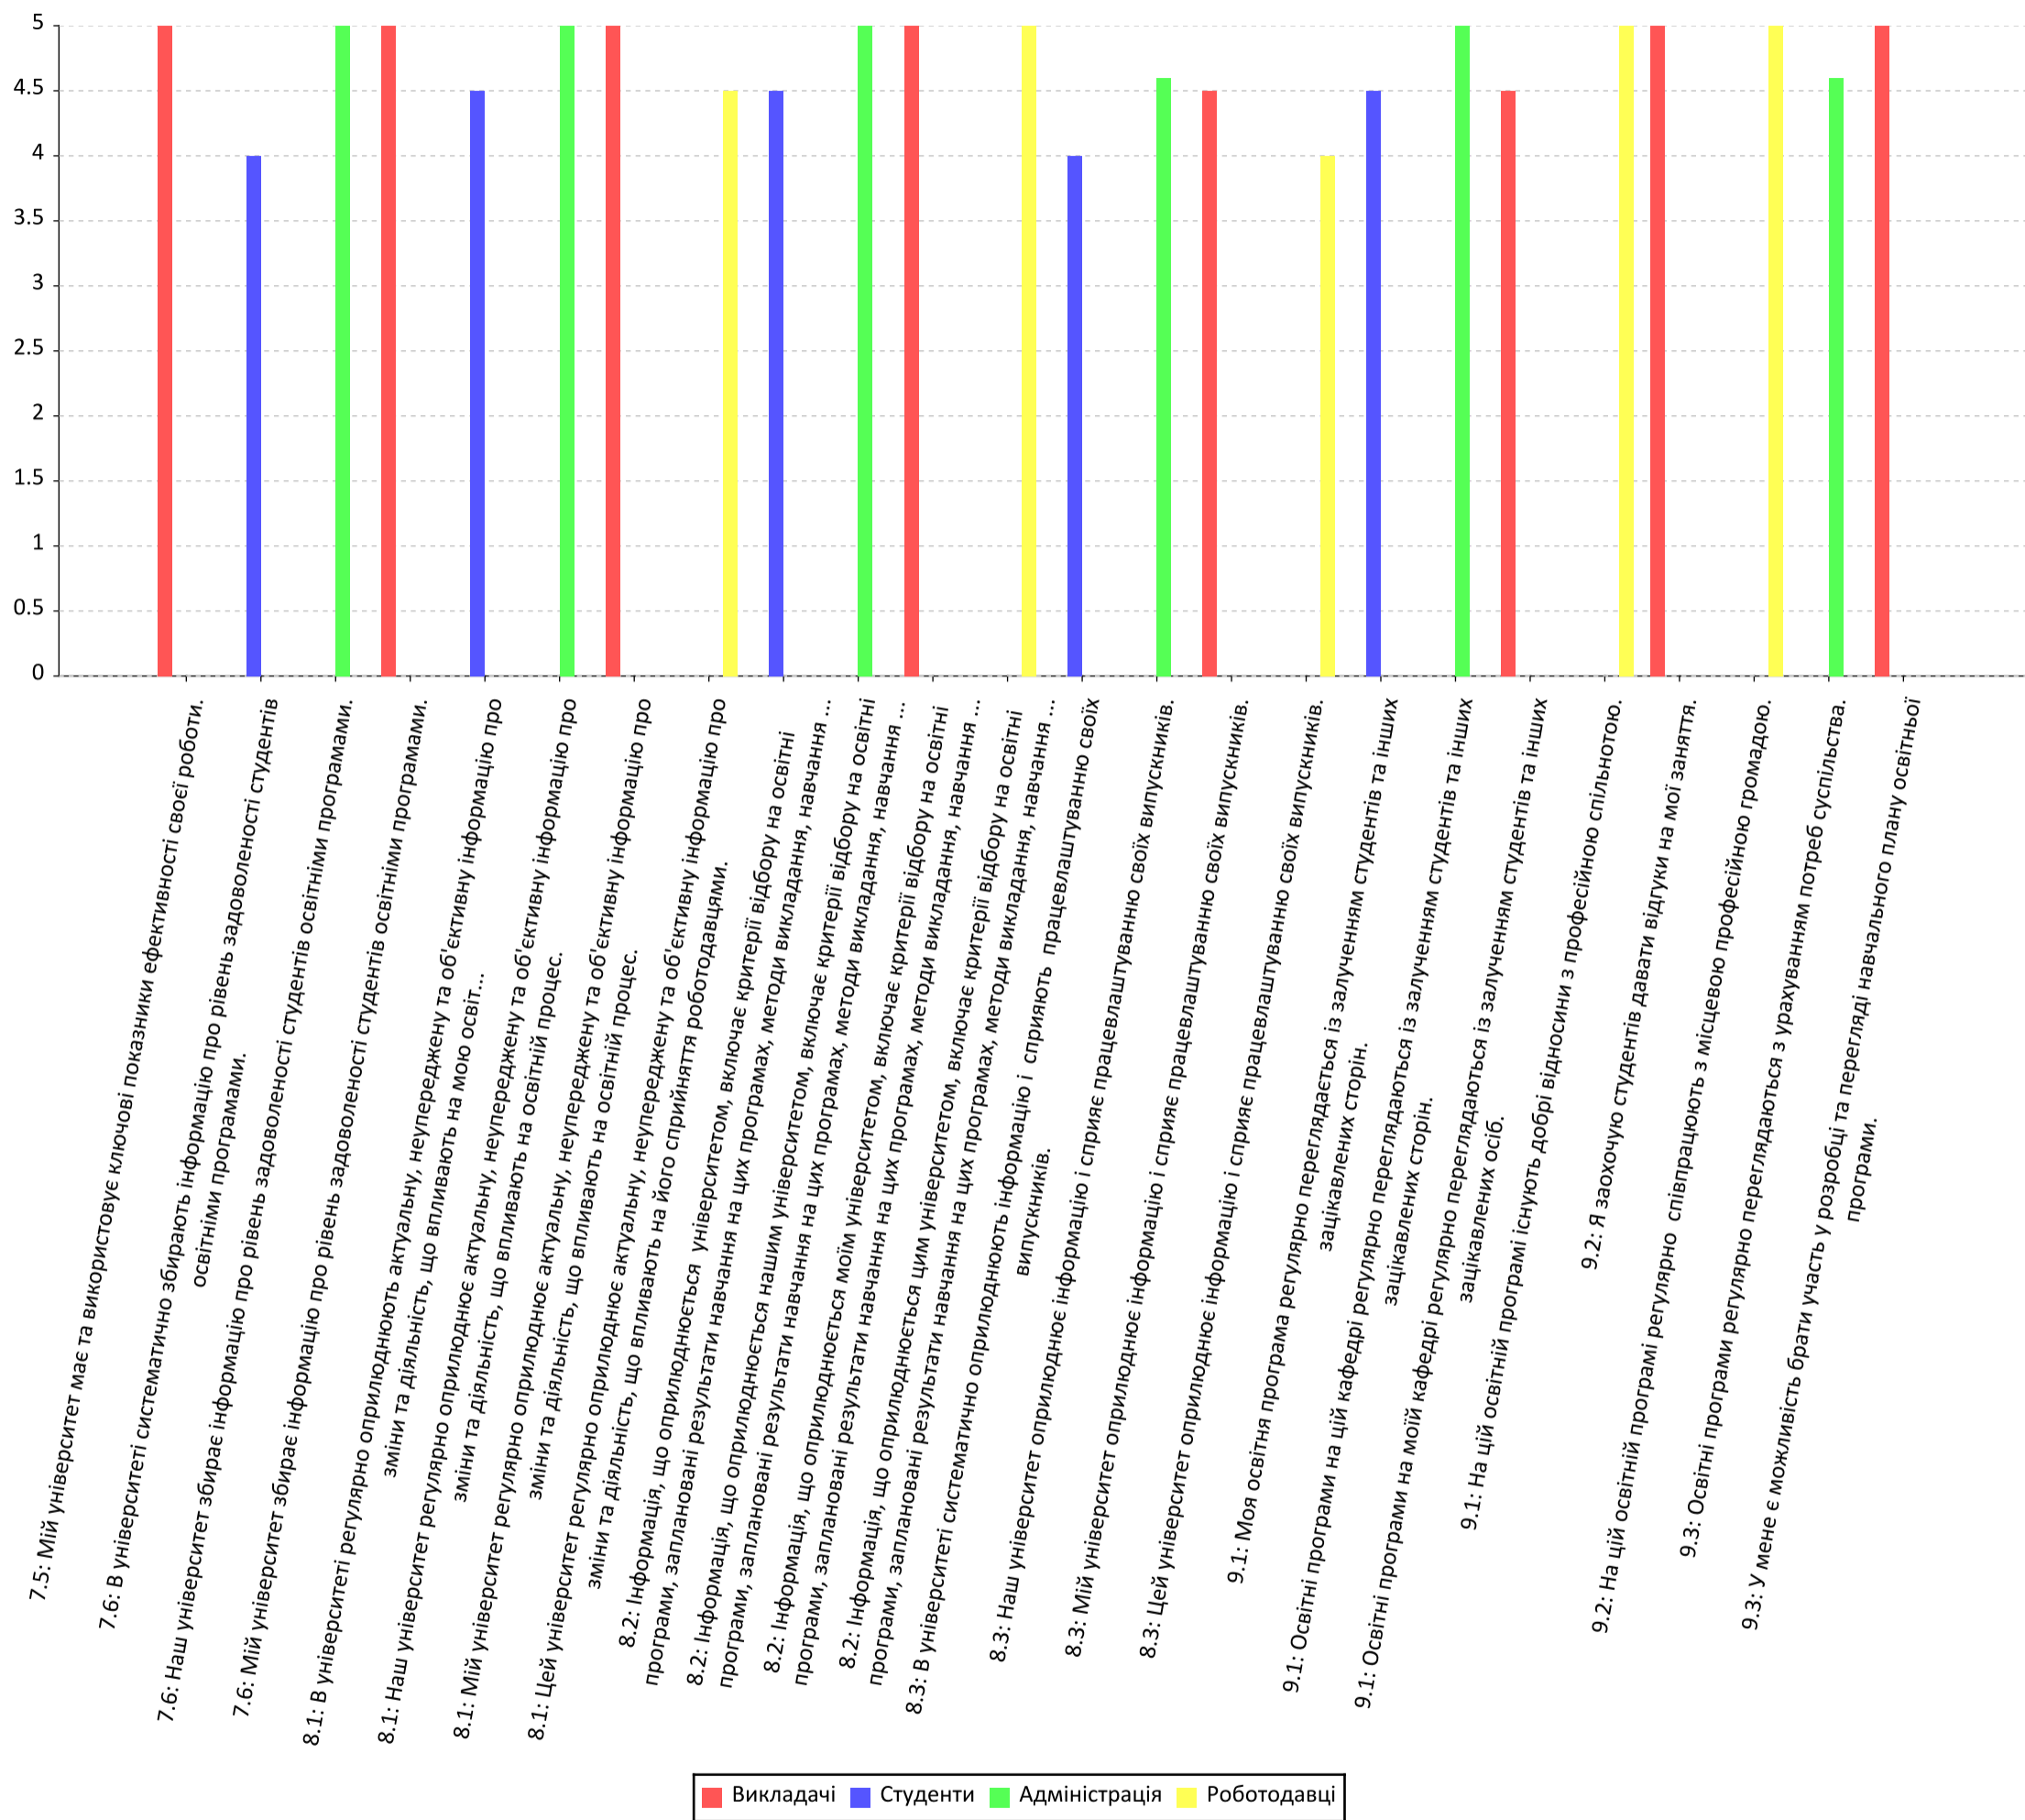 5
4.5
4
3.5
3
2.5
2
1.5
1
0.5
0
7.5: Мій університет має та використовує ключові показники ефективності своєї роботи.
7.6: В університеті систематично збирають інформацію про рівень задоволеності студентів
освітніми програмами.
7.6: Наш університет збирає інформацію про рівень задоволеності студентів освітніми програмами.
7.6: Мій університет збирає інформацію про рівень задоволеності студентів освітніми програмами.
8.1: В університеті регулярно оприлюднюють актуальну, неупереджену та об'єктивну інформацію про
зміни та діяльність, що впливають на мою освіт...
8.1: Наш університет регулярно оприлюднює актуальну, неупереджену та об'єктивну інформацію про
зміни та діяльність, що впливають на освітній процес.
8.1: Мій університет регулярно оприлюднює актуальну, неупереджену та об'єктивну інформацію про
зміни та діяльність, що впливають на освітній процес.
8.1: Цей університет регулярно оприлюднює актуальну, неупереджену та об'єктивну інформацію про
зміни та діяльність, що впливають на його сприйняття роботодавцями.
8.2: Інформація, що оприлюднюється університетом, включає критерії відбору на освітні
програми, заплановані результати навчання на цих програмах, методи викладання, навчання ...
8.2: Інформація, що оприлюднюється нашим університетом, включає критерії відбору на освітні
програми, заплановані результати навчання на цих програмах, методи викладання, навчання ...
8.2: Інформація, що оприлюднюється моїм університетом, включає критерії відбору на освітні
програми, заплановані результати навчання на цих програмах, методи викладання, навчання ...
8.2: Інформація, що оприлюднюється цим університетом, включає критерії відбору на освітні
програми, заплановані результати навчання на цих програмах, методи викладання, навчання ...
8.3: В університеті систематично оприлюднюють інформацію і сприяють працевлаштуванню своїх
випускників.
8.3: Наш університет оприлюднює інформацію і сприяє працевлаштуванню своїх випускників.
8.3: Мій університет оприлюднює інформацію і сприяє працевлаштуванню своїх випускників.
8.3: Цей університет оприлюднює інформацію і сприяє працевлаштуванню своїх випускників.
9.1: Моя освітня програма регулярно переглядається із залученням студентів та інших
зацікавлених сторін.
9.1: Освітні програми на цій кафедрі регулярно переглядаються із залученням студентів та інших
зацікавлених сторін.
9.1: Освітні програми на моїй кафедрі регулярно переглядаються із залученням студентів та інших
зацікавлених осіб.
9.1: На цій освітній програмі існують добрі відносини з професійною спільнотою.
9.2: Я заохочую студентів давати відгуки на мої заняття.
9.2: На цій освітній програмі регулярно співпрацюють з місцевою професійною громадою.
9.3: Освітні програми регулярно переглядаються з урахуванням потреб суспільства.
9.3: У мене є можливість брати участь у розробці та перегляді навчального плану освітньої
програми.
Викладачі Студенти Адміністрація Роботодавці